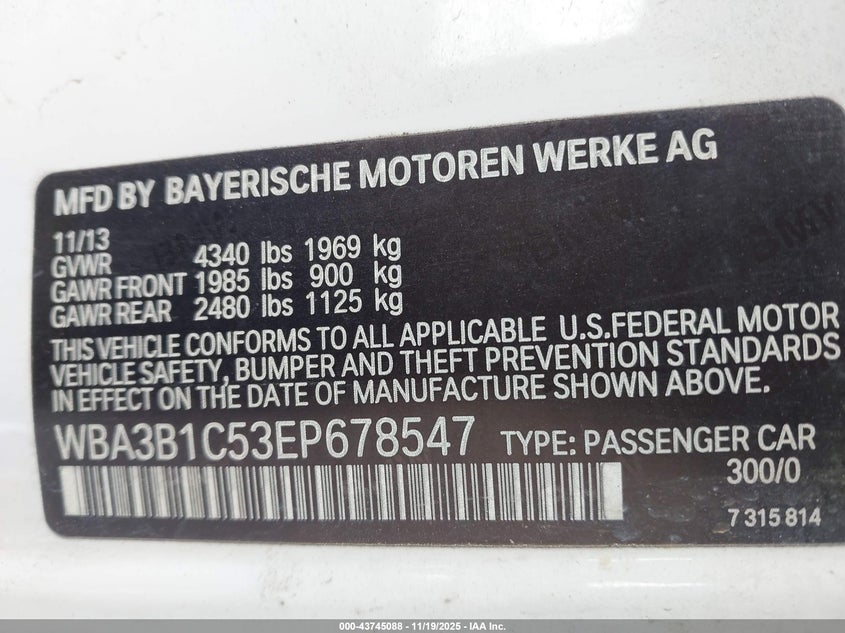 MFD BY BAYERISCHE MOTOREN WERKE AG
11/13
GVWR 4340 lbs 1969 kg
GAWR FRONT 1985 lbs 900 kg
GAWR REAR 2480 lbs 1125 kg
THIS VEHICLE CONFORMS TO ALL APPLICABLE U.S.FEDERAL MOTOR
VEHICLE SAFETY, BUMPER AND THEFT PREVENTION STANDARDS
IN EFFECT ON THE DATE OF MANUFACTURE SHOWN ABOVE.
WBA3B1C53EP678547 TYPE: PASSENGER CAR
300/0
7 315 814
000-43745088 - 11/19/2025 - IAA Inc.